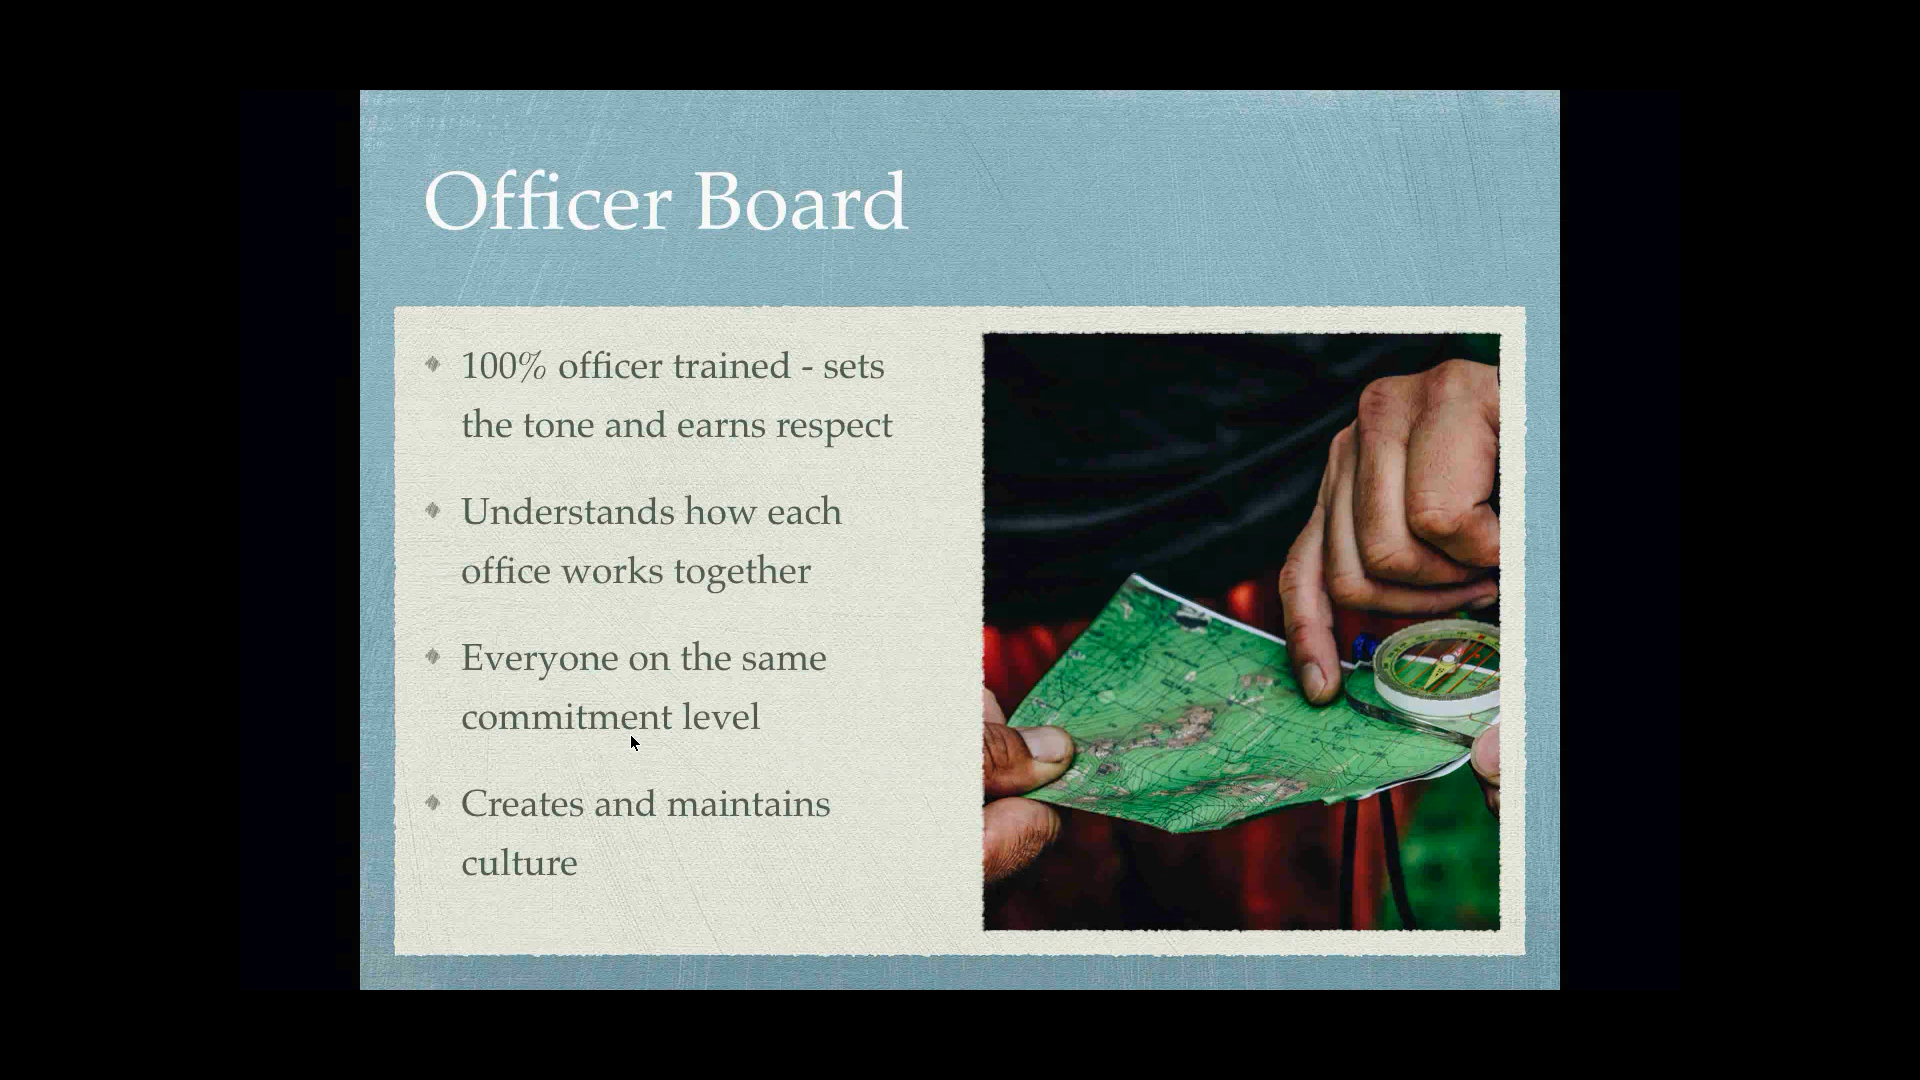 Officer Board
100% officer trained - sets
the tone and earns respect
Understands how each
office works together
Everyone on the same
commitment level
Creates and maintains
culture